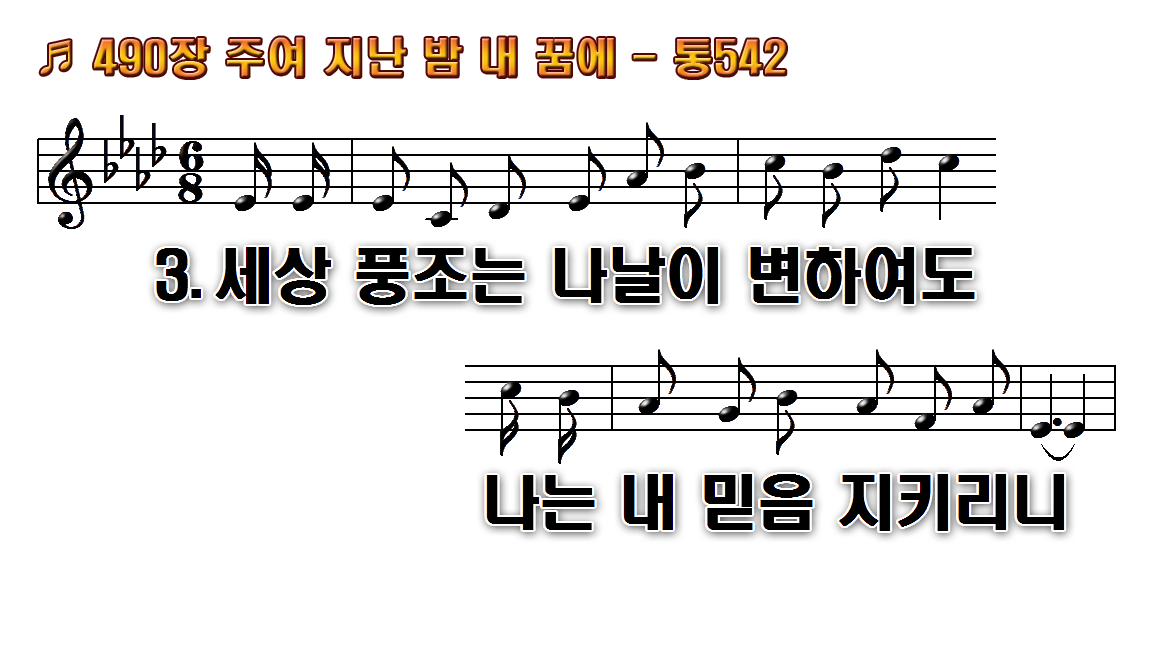 ♬ 490장 주여 지난 밤 내 꿈에 - 통542
6
8
3. 세상 풍조는 나날이 변하여도
나는 내 믿음 지키리니